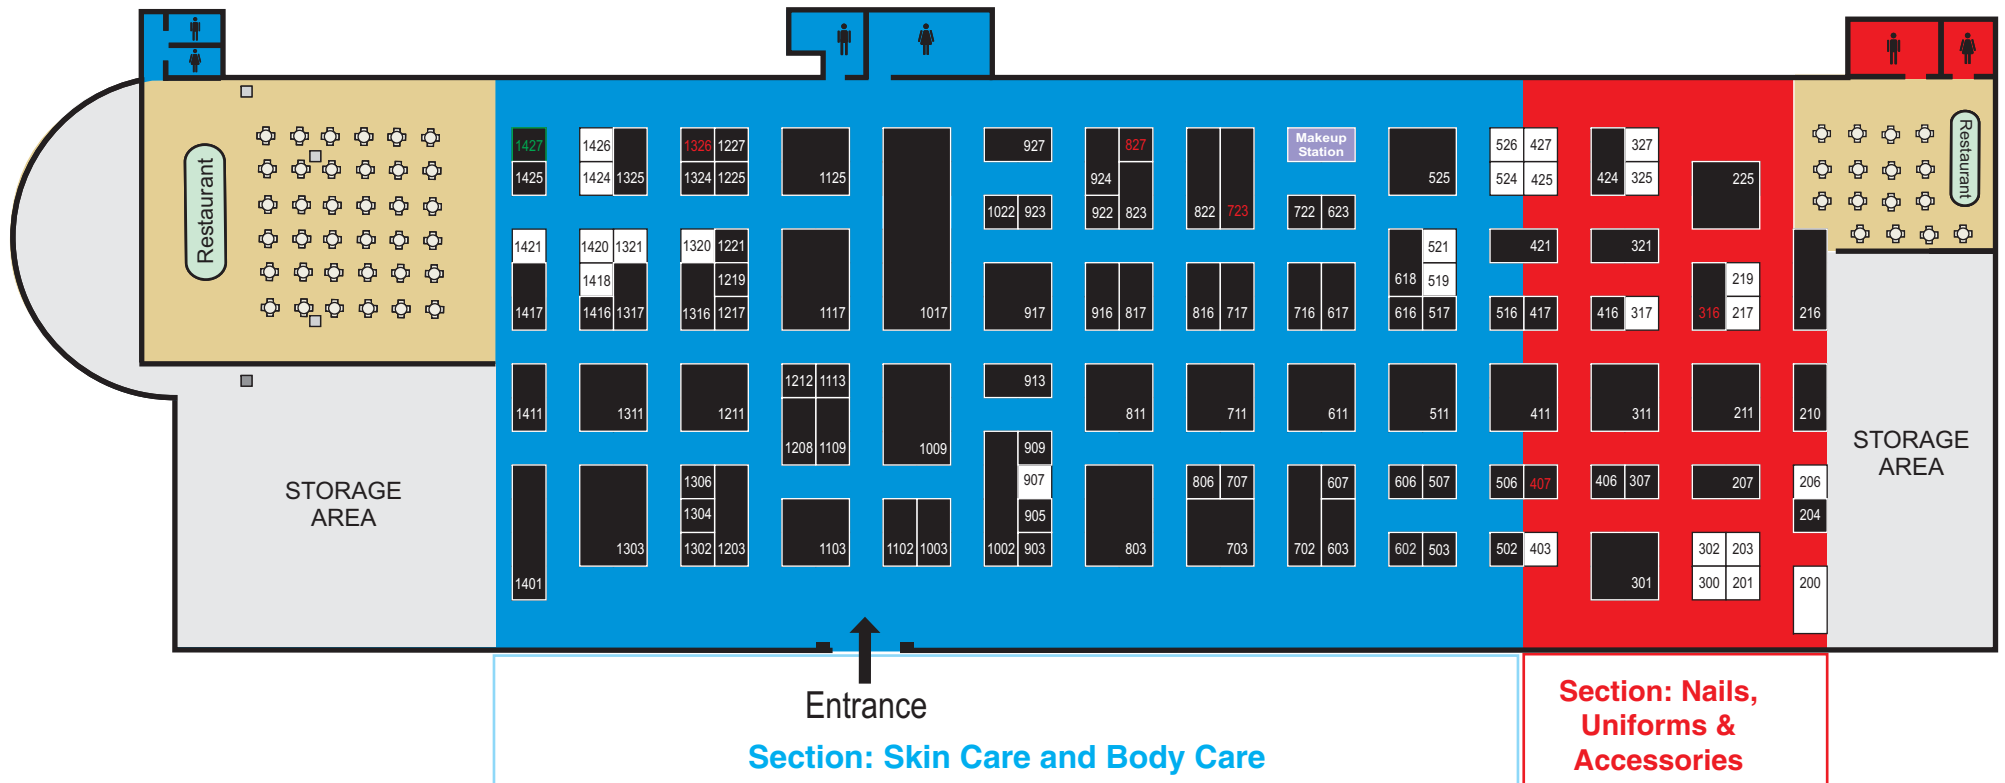 Makeup
Station
1427 1426 1326 1227 927 827 526 427 327
1425 1424 1325 1324 1225 1125 924 525 524 425 424 325 225
1022 923 922 823 822 723 722 623
1421 1420 1321 1320 1221 521 421 321
1418 1219 618 519 219
1417 1416 1317 1316 1217 1117 1017 917 916 817 816 717 716 617 616 517 516 417 416 317 316 217 216
1212 1113 913
1411 1311 1211 811 711 611 511 411 311 211 210
1208 1109 1009 909
1306 907 806 707 607 606 507 506 407 406 307 207 206
1304 905 204
1303 1302 1203 1103 1102 1003 1002 903 803 703 702 603 602 503 502 403 302 203
1401 301 300 201 200
Restaurant
Restaurant
STORAGE
AREA
STORAGE
AREA
Entrance
Section: Skin Care and Body Care
Section: Nails,
Uniforms &
Accessories